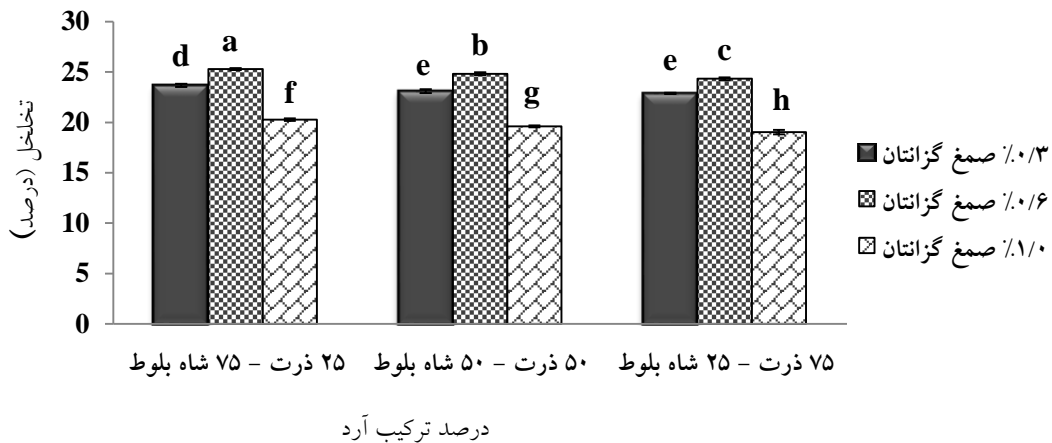 تخلخل (درصد)
30
25
20
15
10
5
0
d a f
e b g
e c h
۲۵ ذرت - ۷۵ شاه بلوط
۵۰ ذرت - ۵۰ شاه بلوط
۷۵ ذرت - ۲۵ شاه بلوط
درصد ترکیب آرد
۰/۳٪ صمغ گزانتان
۰/۶٪ صمغ گزانتان
۱/۰٪ صمغ گزانتان